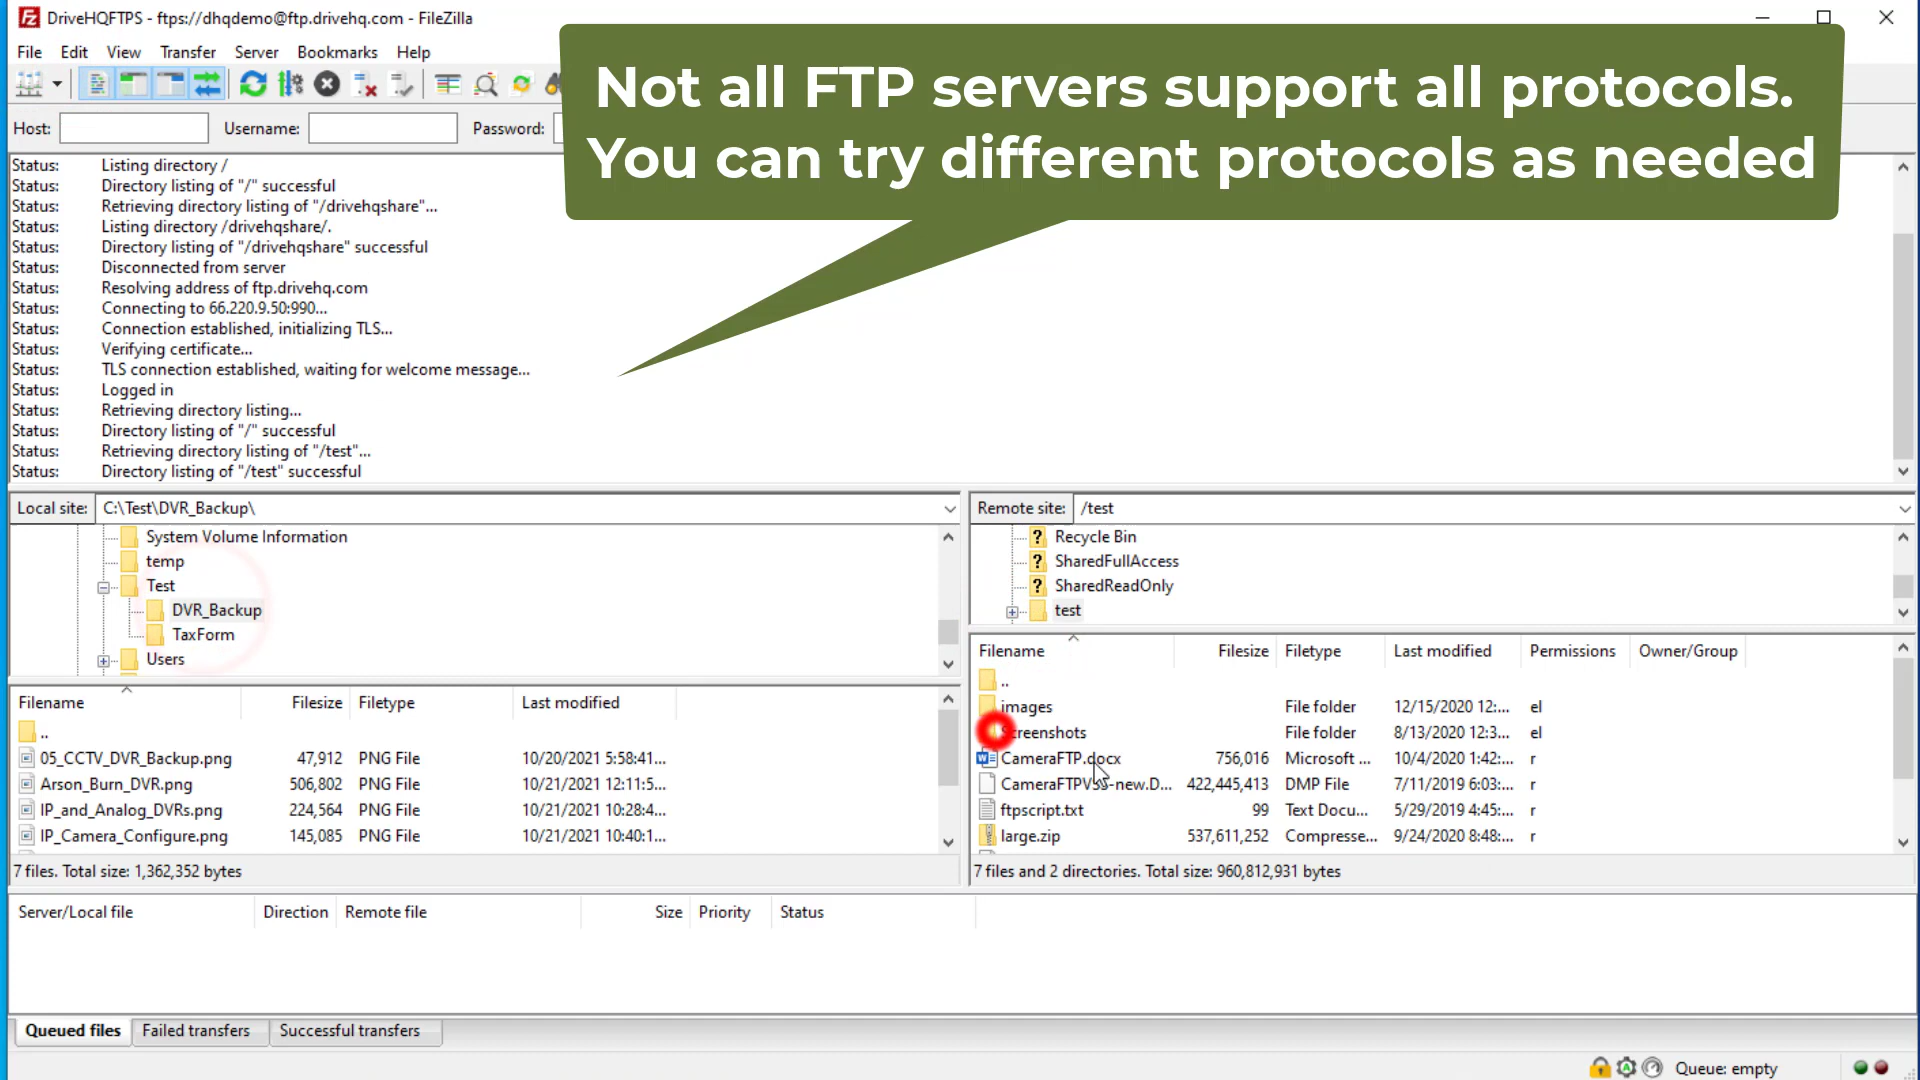 DriveHQFTPS - ftps://dhqdemo@ftp.drivehq.com - FileZilla
File Edit View Transfer Server Bookmarks Help
Not all FTP servers support all protocols.
You can try different protocols as needed
Host: Username: Password:
Status: Listing directory /
Status: Directory listing of "/" successful
Status: Retrieving directory listing of "/drivehqshare"...
Status: Listing directory /drivehqshare/.
Status: Directory listing of "/drivehqshare" successful
Status: Disconnected from server
Status: Resolving address of ftp.drivehq.com
Status: Connecting to 66.220.9.50:990...
Status: Connection established, initializing TLS...
Status: Verifying certificate...
Status: TLS connection established, waiting for welcome message...
Status: Logged in
Status: Retrieving directory listing...
Status: Directory listing of "/" successful
Status: Retrieving directory listing of "/test"...
Status: Directory listing of "/test" successful
Local site: C:\Test\DVR_Backup\
System Volume Information
temp
Test
DVR_Backup
TaxForm
Users
Filename Filesize Filetype Last modified
..
05_CCTV_DVR_Backup.png 47,912 PNG File 10/20/2021 5:58:41...
Arson_Burn_DVR.png 506,802 PNG File 10/21/2021 12:11:5...
IP_and_Analog_DVRs.png 224,564 PNG File 10/21/2021 10:28:4...
IP_Camera_Configure.png 145,085 PNG File 10/21/2021 10:40:1...
7 files. Total size: 1,362,352 bytes
Remote site: /test
Recycle Bin
SharedFullAccess
SharedReadOnly
test
Filename Filesize Filetype Last modified Permissions Owner/Group
..
images File folder 12/15/2020 12:... el
Screenshots File folder 8/13/2020 12:3... el
CameraFTP.docx 756,016 Microsoft ... 10/4/2020 1:42:... r
422,445,413 DMP File 7/11/2019 6:03:... r
ftpscript.txt 99 Text Docu... 5/29/2019 4:45:... r
large.zip 537,611,252 Compresse... 9/24/2020 8:48:... r
7 files and 2 directories. Total size: 960,812,931 bytes
Server/Local file Direction Remote file Size Priority Status
Queued files Failed transfers Successful transfers
Queue: empty